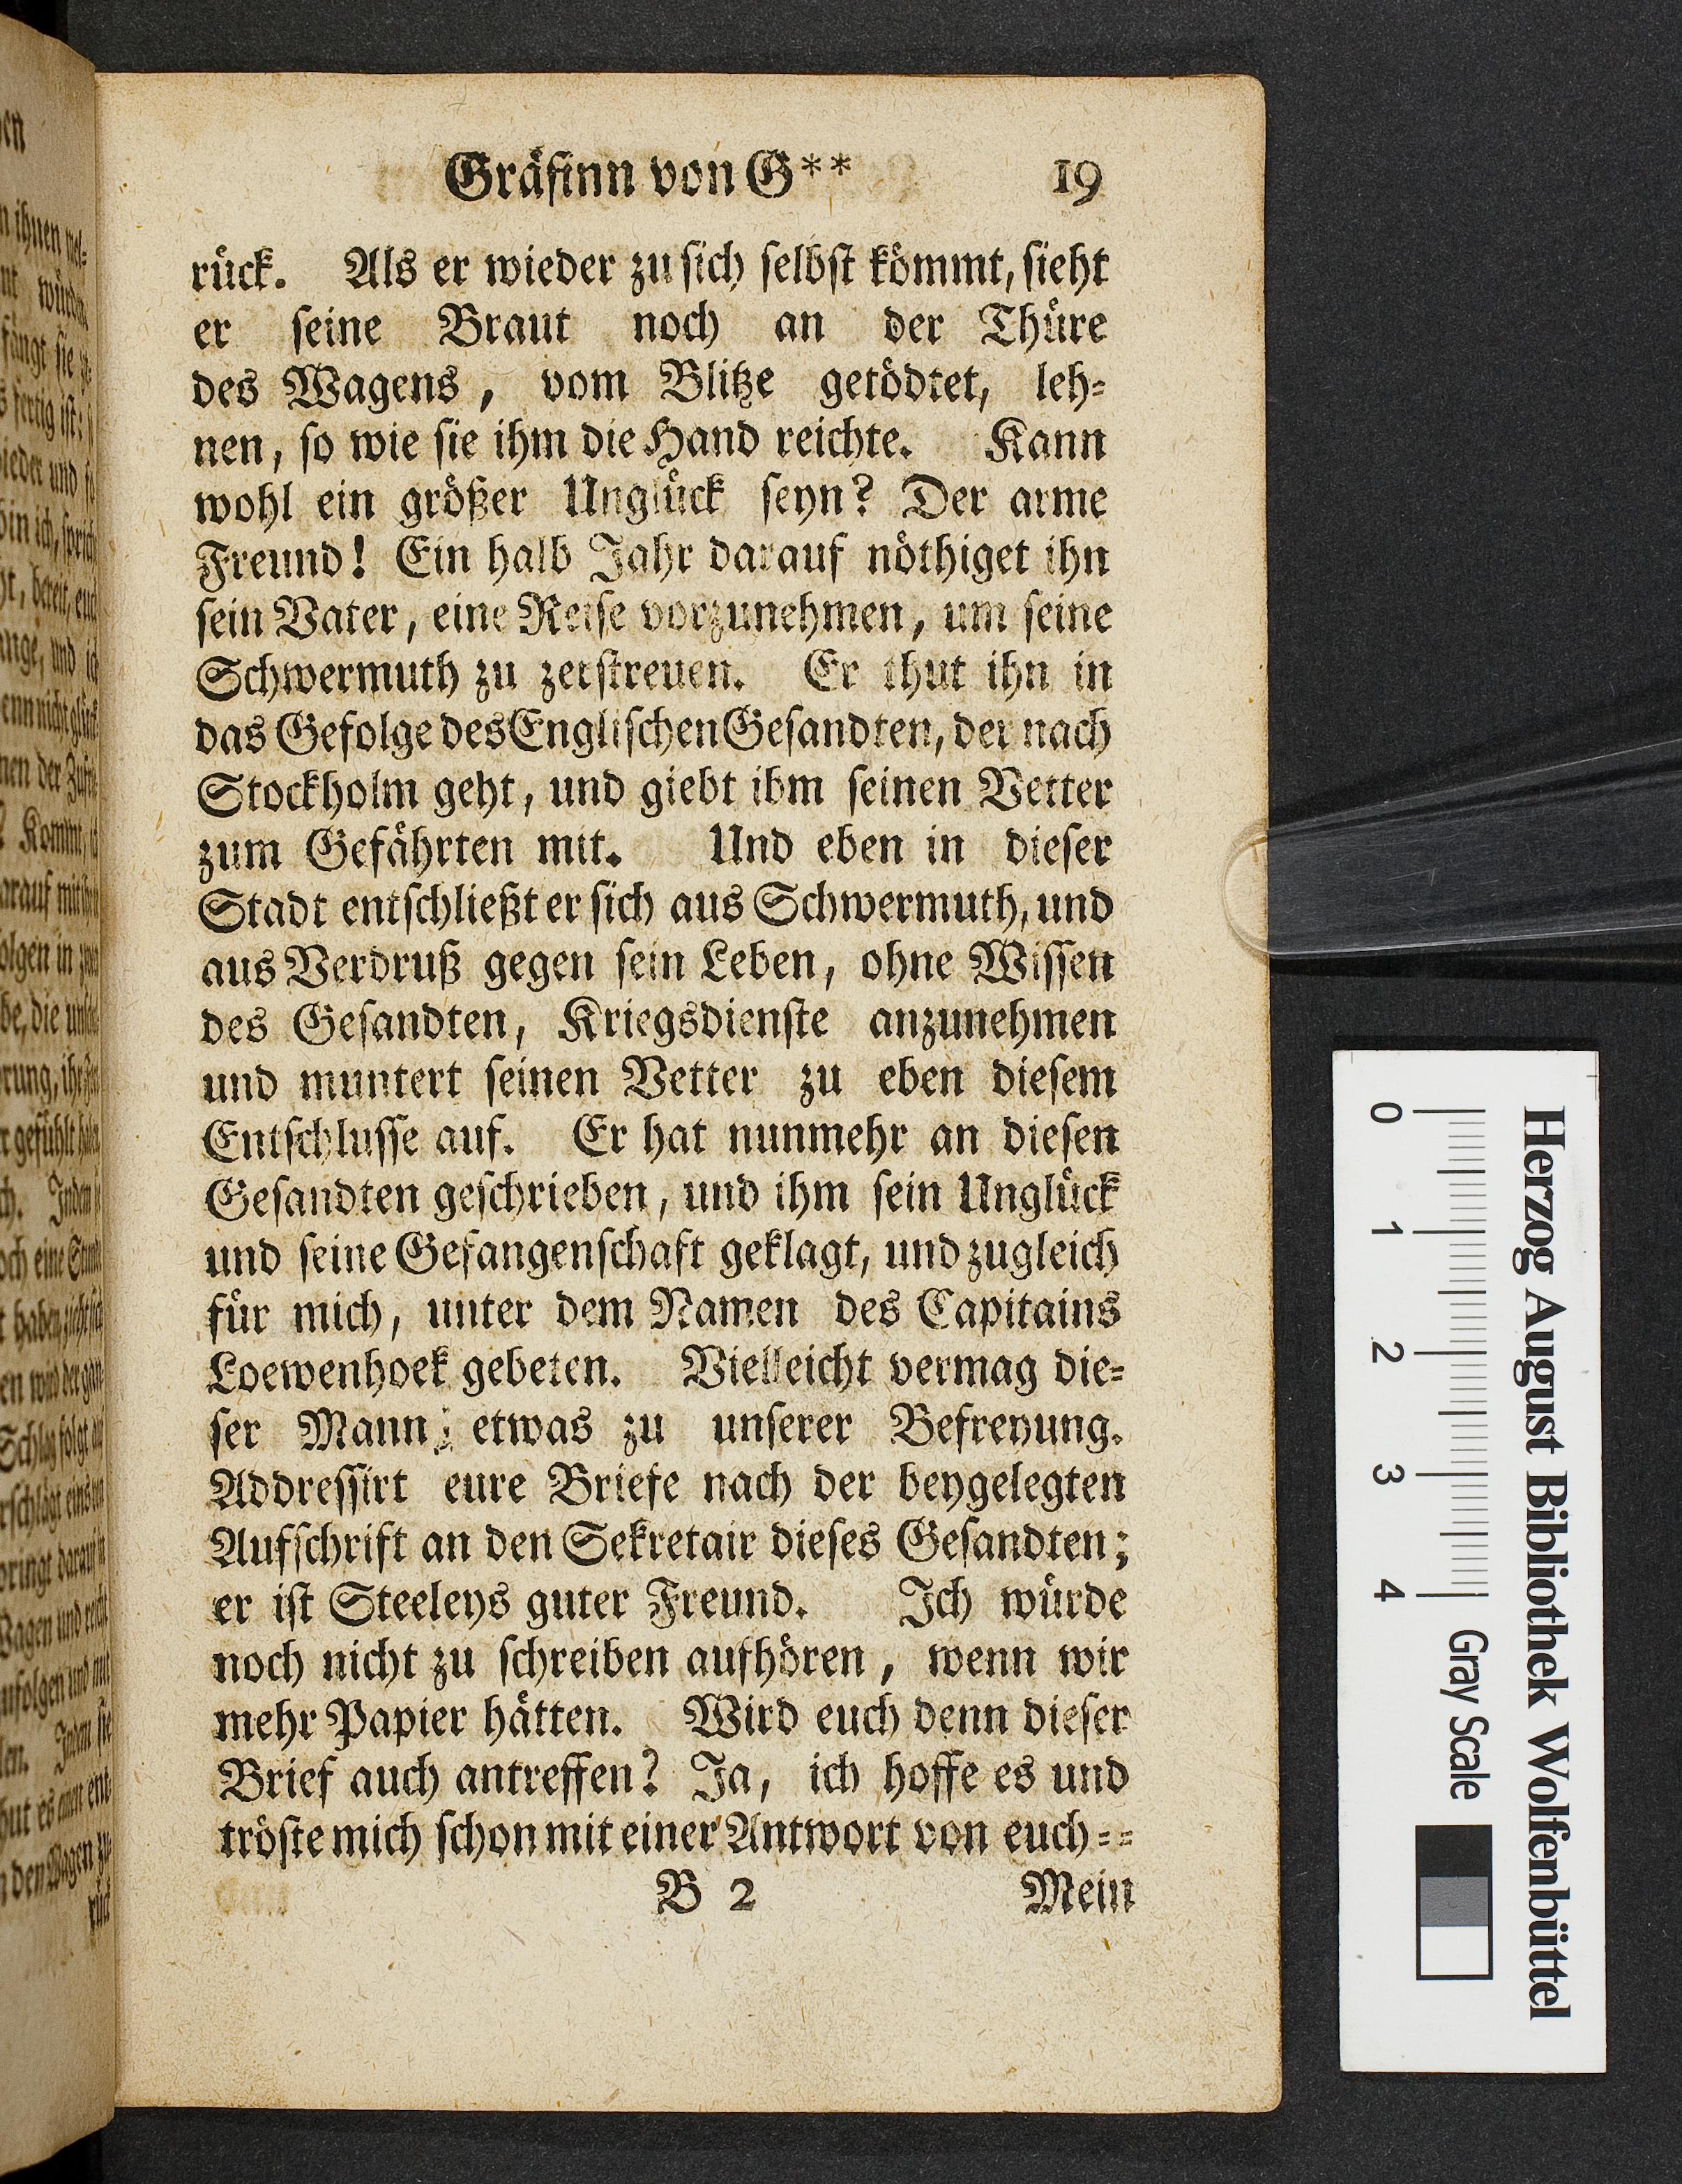 Gräfinn von G** 19
rück. Als er wieder zu ſich ſelbſt kömmt, ſieht
er ſeine Braut noch an der Thüre
des Wagens, vom Blitze getödtet, leh⸗
nen, ſo wie ſie ihm die Hand reichte. Kann
wohl ein größer Unglück ſeyn? Der arme
Freund! Ein halb Jahr darauf nöthiget ihn
ſein Vater, eine Reiſe vorzunehmen, um ſeine
Schwermuth zu zerſtreuen. Er thut ihn in
das Gefolge des Engliſchen Geſandten, der nach
Stockholm geht, und giebt ihm ſeinen Vetter
zum Gefährten mit. Und eben in dieſer
Stadt entſchließt er ſich aus Schwermuth, und
aus Verdruß gegen ſein Leben, ohne Wiſſen
des Geſandten, Kriegsdienſte anzunehmen
und muntert ſeinen Vetter zu eben dieſem
Entſchluſſe auf. Er hat nunmehr an dieſen
Geſandten geſchrieben, und ihm ſein Unglück
und ſeine Gefangenſchaft geklagt, und zugleich
für mich, unter dem Namen des Capitains
Loewenhoek gebeten. Vielleicht vermag die⸗
ſer Mann etwas zu unſerer Befreyung.
Addreſſirt eure Briefe nach der beygelegten
Aufſchrift an den Sekretair dieſes Geſandten;
er iſt Steeleys guter Freund. Ich würde
noch nicht zu ſchreiben aufhören, wenn wir
mehr Papier hätten. Wird euch denn dieſer
Brief auch antreffen? Ja, ich hoffe es und
tröſte mich ſchon mit einer Antwort von euch⸗⸗
B 2 Mein
Herzog August Bibliothek Wolfenbüttel
0 1 2 3 4 Gray Scale